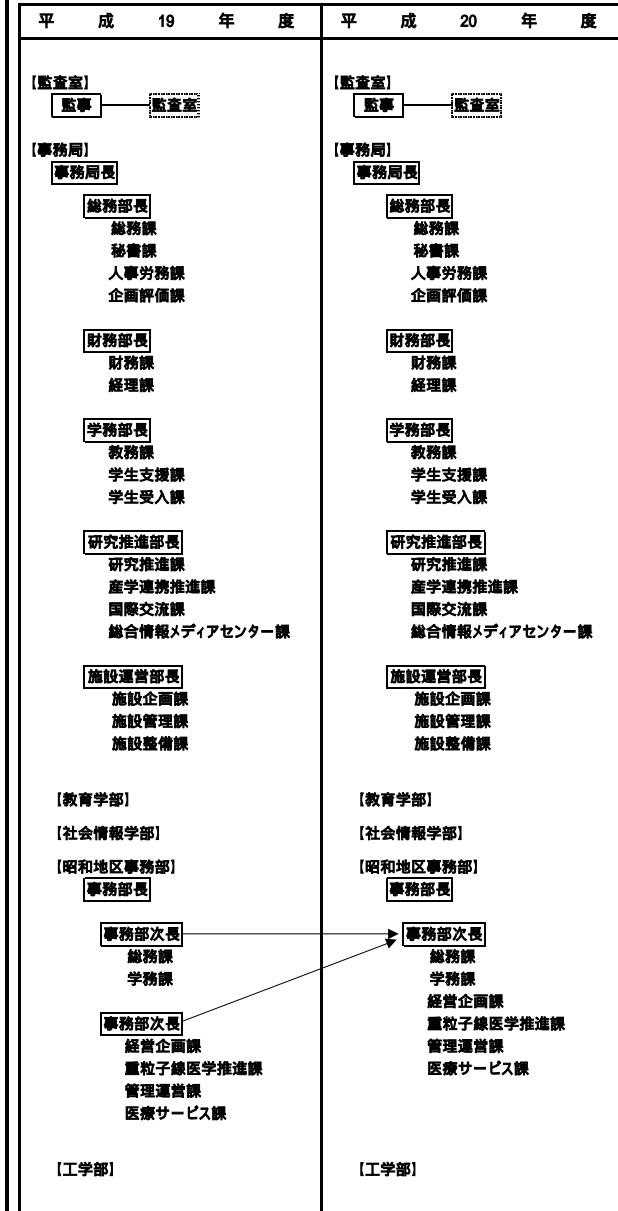 平成19年度
【監査室】
監事 監査室
【事務局】
事務局長
総務部長
総務課
秘書課
人事労務課
企画評価課
財務部長
財務課
経理課
学務部長
教務課
学生支援課
学生受入課
研究推進部長
研究推進課
産学連携推進課
国際交流課
総合情報メディアセンター課
施設運営部長
施設企画課
施設管理課
施設整備課
【教育学部】
【社会情報学部】
【昭和地区事務部】
事務部長
事務部次長
総務課
学務課
事務部次長
経営企画課
重粒子線医学推進課
管理運営課
医療サービス課
【工学部】
平成20年度
【監査室】
監事 監査室
【事務局】
事務局長
総務部長
総務課
秘書課
人事労務課
企画評価課
財務部長
財務課
経理課
学務部長
教務課
学生支援課
学生受入課
研究推進部長
研究推進課
産学連携推進課
国際交流課
総合情報メディアセンター課
施設運営部長
施設企画課
施設管理課
施設整備課
【教育学部】
【社会情報学部】
【昭和地区事務部】
事務部長
事務部次長
総務課
学務課
経営企画課
重粒子線医学推進課
管理運営課
医療サービス課
【工学部】